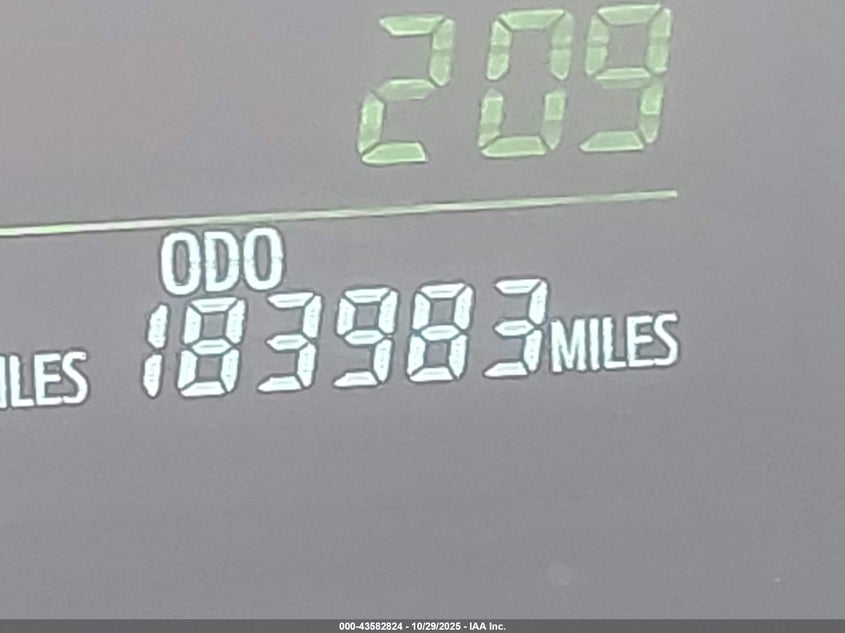 209
ODO
ILES 183983 MILES
000-43582824 - 10/29/2025 - IAA Inc.